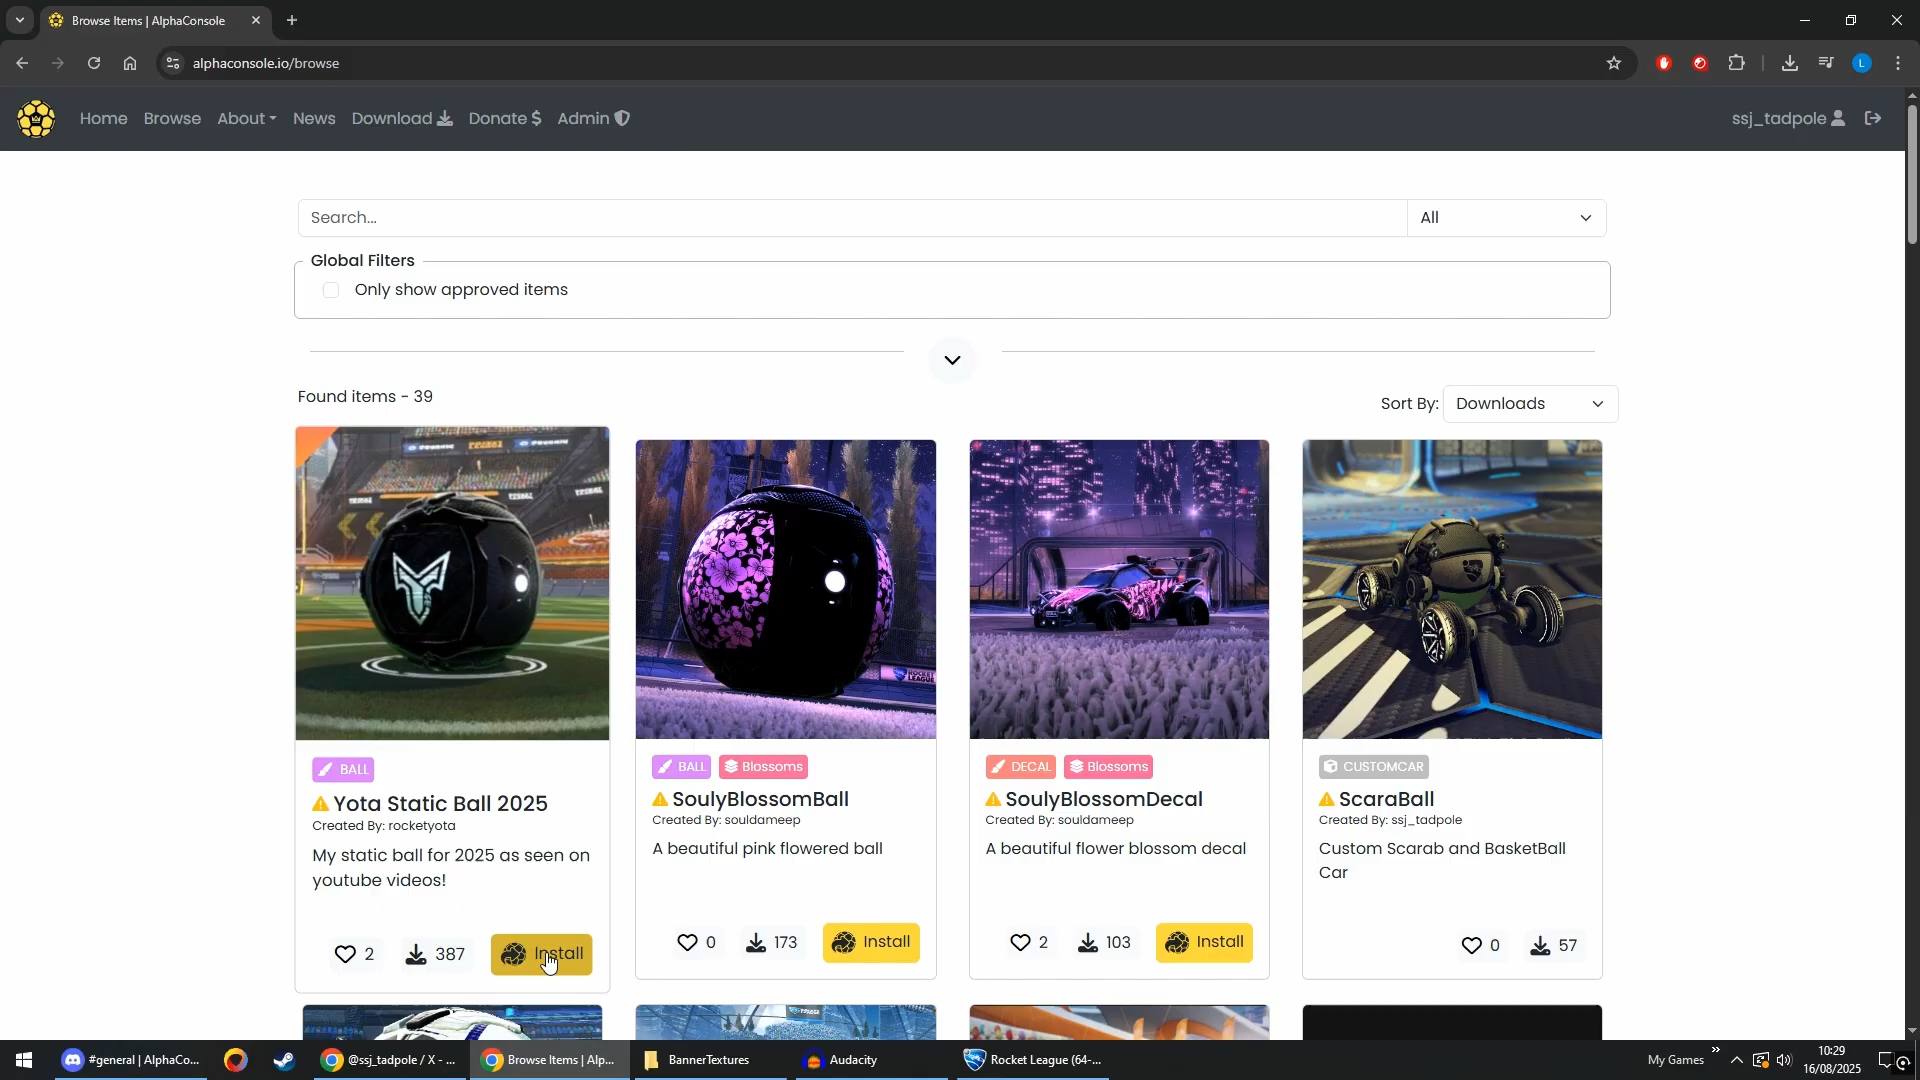 Browse Items | AlphaConsole
alphaconsole.io/browse
L
Home Browse About News Download Donate $ Admin
ssj_tadpole
Search...
All
Global Filters
Only show approved items
Found items - 39
Sort By: Downloads
BALL
Yota Static Ball 2025
Created By: rocketyota
My static ball for 2025 as seen on
youtube videos!
2 387 Install
BALL Blossoms
SoulyBlossomBall
Created By: souldameep
A beautiful pink flowered ball
0 173 Install
DECAL Blossoms
SoulyBlossomDecal
Created By: souldameep
A beautiful flower blossom decal
2 103 Install
CUSTOMCAR
ScaraBall
Created By: ssj_tadpole
Custom Scarab and BasketBall
Car
0 57
#general | AlphaCo...
@ssj_tadpole / X - ...
Browse Items | Alp...
BannerTextures
Audacity
Rocket League (64-...
My Games
10:29
16/08/2025